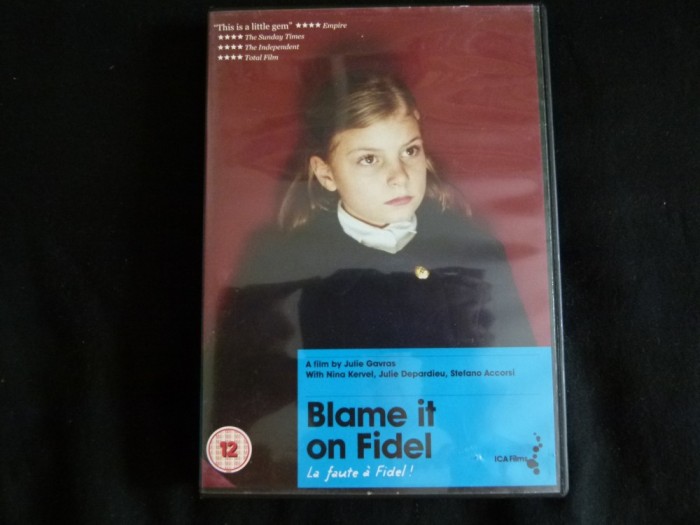 "This is a little gem" ★★★★ Empire
★★★★ The Sunday Times
★★★★ The Independent
★★★★ Total Film
A film by Julie Gavras
With Nina Kervel, Julie Depardieu, Stefano Accorsi
Blame it
on Fidel
La faute à Fidel !
12
ICA Films